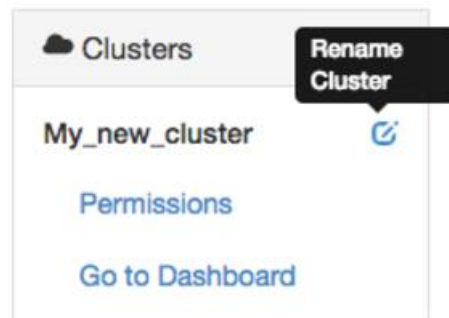 Clusters
Rename
Cluster
My_new_cluster
Permissions
Go to Dashboard